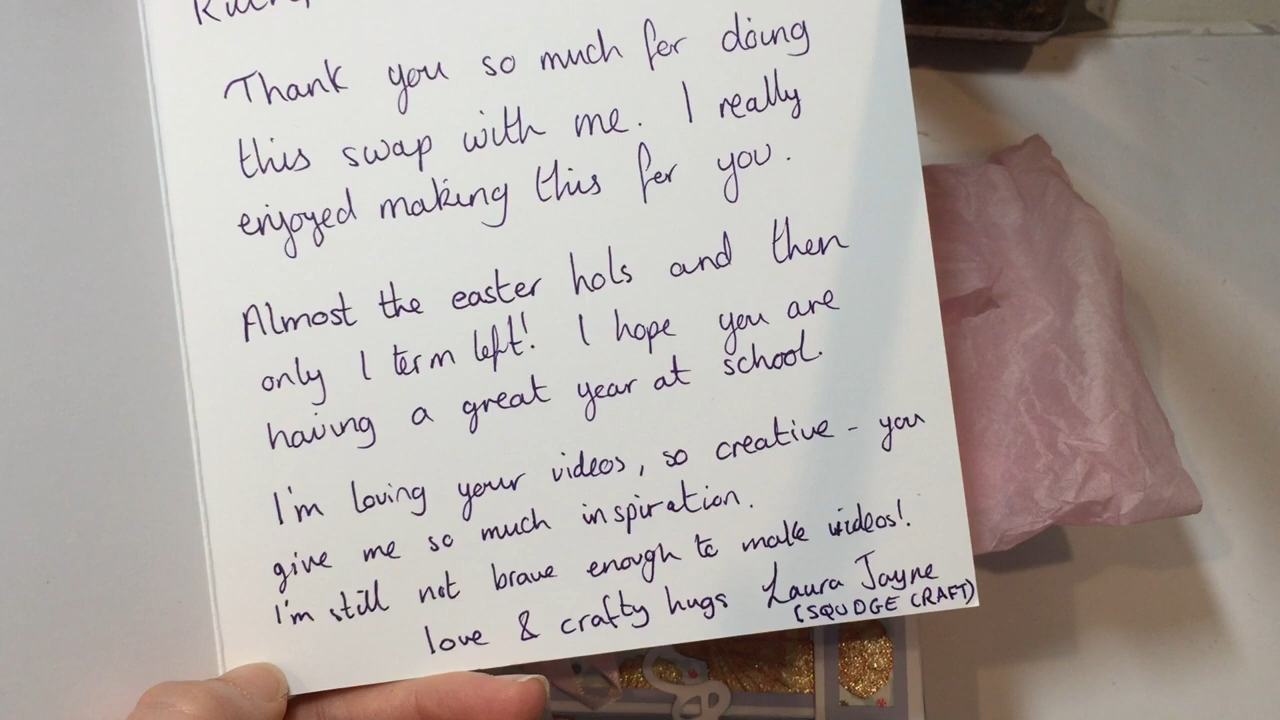 Thank you so much for doing
this swap with me. I really
enjoyed making this for you.
Almost the easter hols and then
only 1 term left! I hope you are
having a great year at school.
I'm loving your videos, so creative - you
give me so much inspiration.
I'm still not brave enough to make videos!
love & crafty hugs Laura Jayne
(SQUDGE CRAFT)